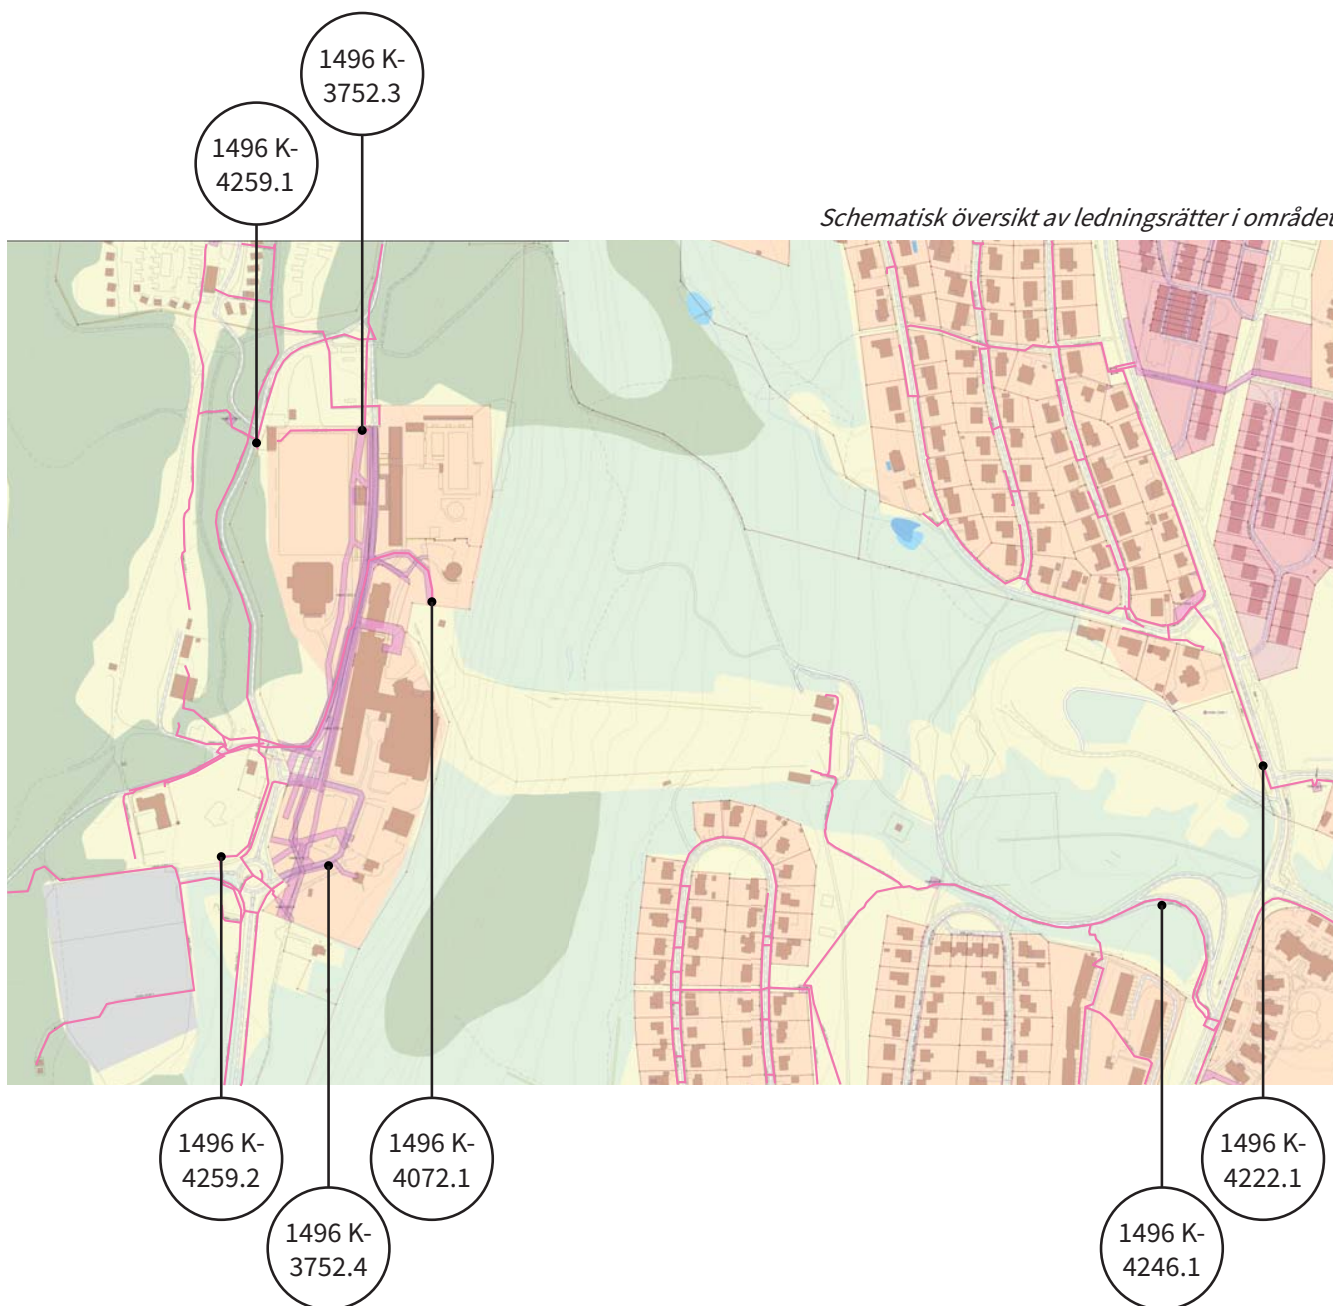 1496 K-
3752.3
1496 K-
4259.1
Schematisk översikt av ledningsrätter i området
1496 K-
4259.2
1496 K-
4072.1
1496 K-
4222.1
1496 K-
3752.4
1496 K-
4246.1